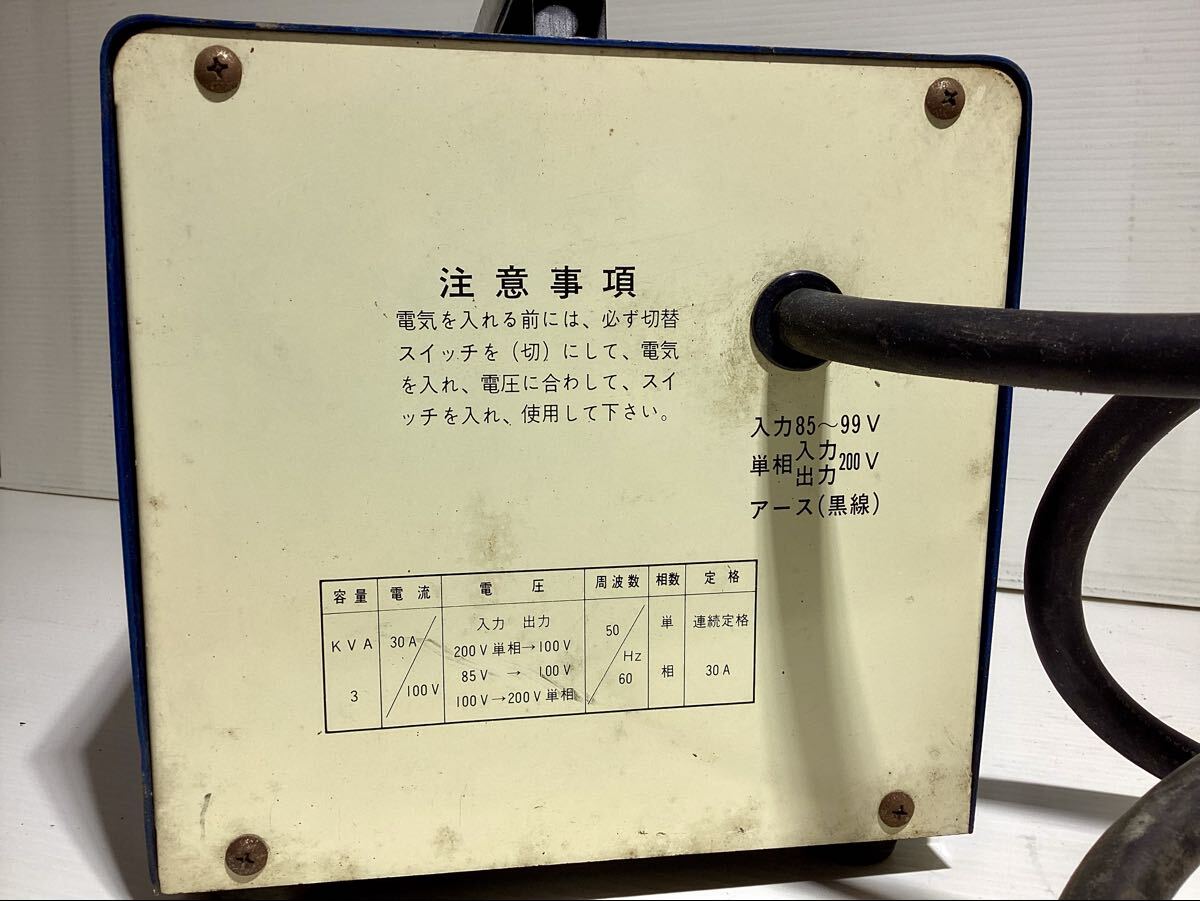 注意事項
電気を入れる前には、必ず切替
スイッチを(切)にして、電気
を入れ、電圧に合わして、スイ
ッチを入れ、使用して下さい。
入力85～99V
単相入力出力200V
アース(黒線)
容量 電流 電圧 周波数 相数 定格
KVA 3
30A/100V
入力 出力
200V単相→100V
85V → 100V
100V→200V単相
50/60 Hz
単相
連続定格
30A